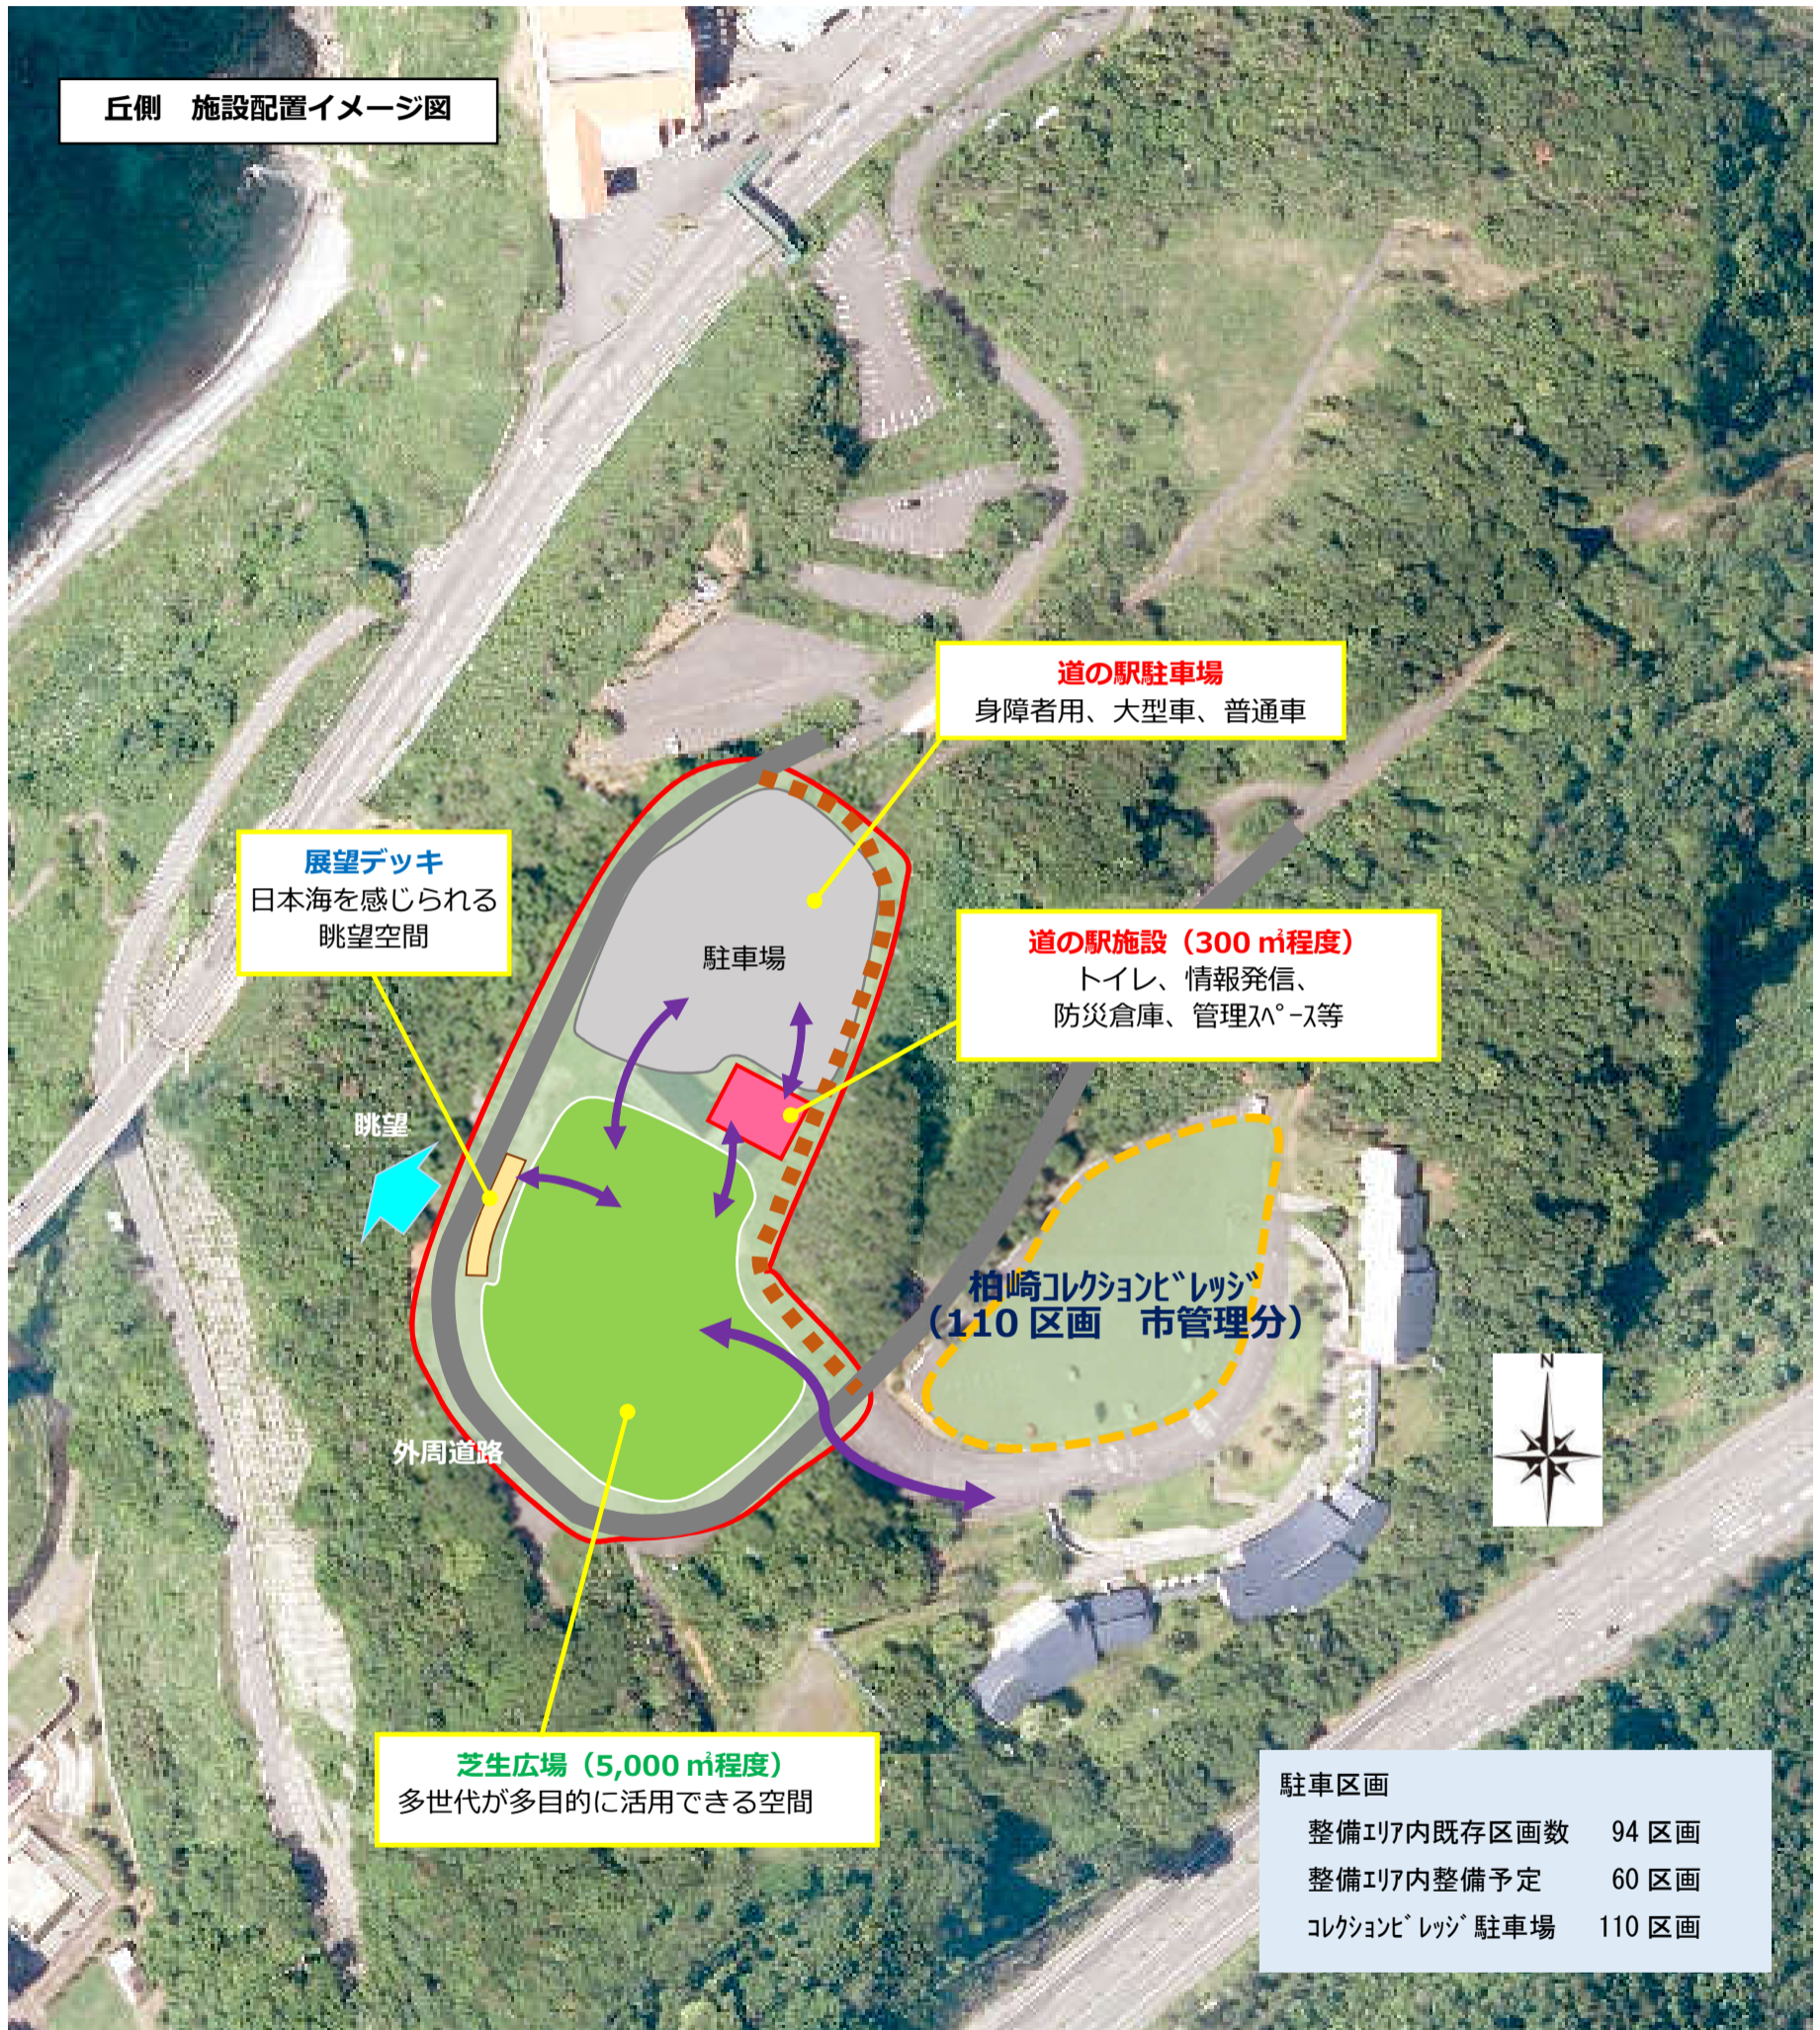 丘側　施設配置イメージ図
道の駅駐車場
身障者用、大型車、普通車
展望デッキ
日本海を感じられる
眺望空間
駐車場
道の駅施設（300 ㎡程度）
トイレ、情報発信、
防災倉庫、管理ｽﾍﾟｰｽ等
眺望
柏崎ｺﾚｸｼｮﾝﾋﾞﾚｯｼﾞ
（110 区画　市管理分）
N
外周道路
芝生広場（5,000 ㎡程度）
多世代が多目的に活用できる空間
駐車区画
整備ｴﾘｱ内既存区画数　94 区画
整備ｴﾘｱ内整備予定　60 区画
ｺﾚｸｼｮﾝﾋﾞﾚｯｼﾞ駐車場　110 区画